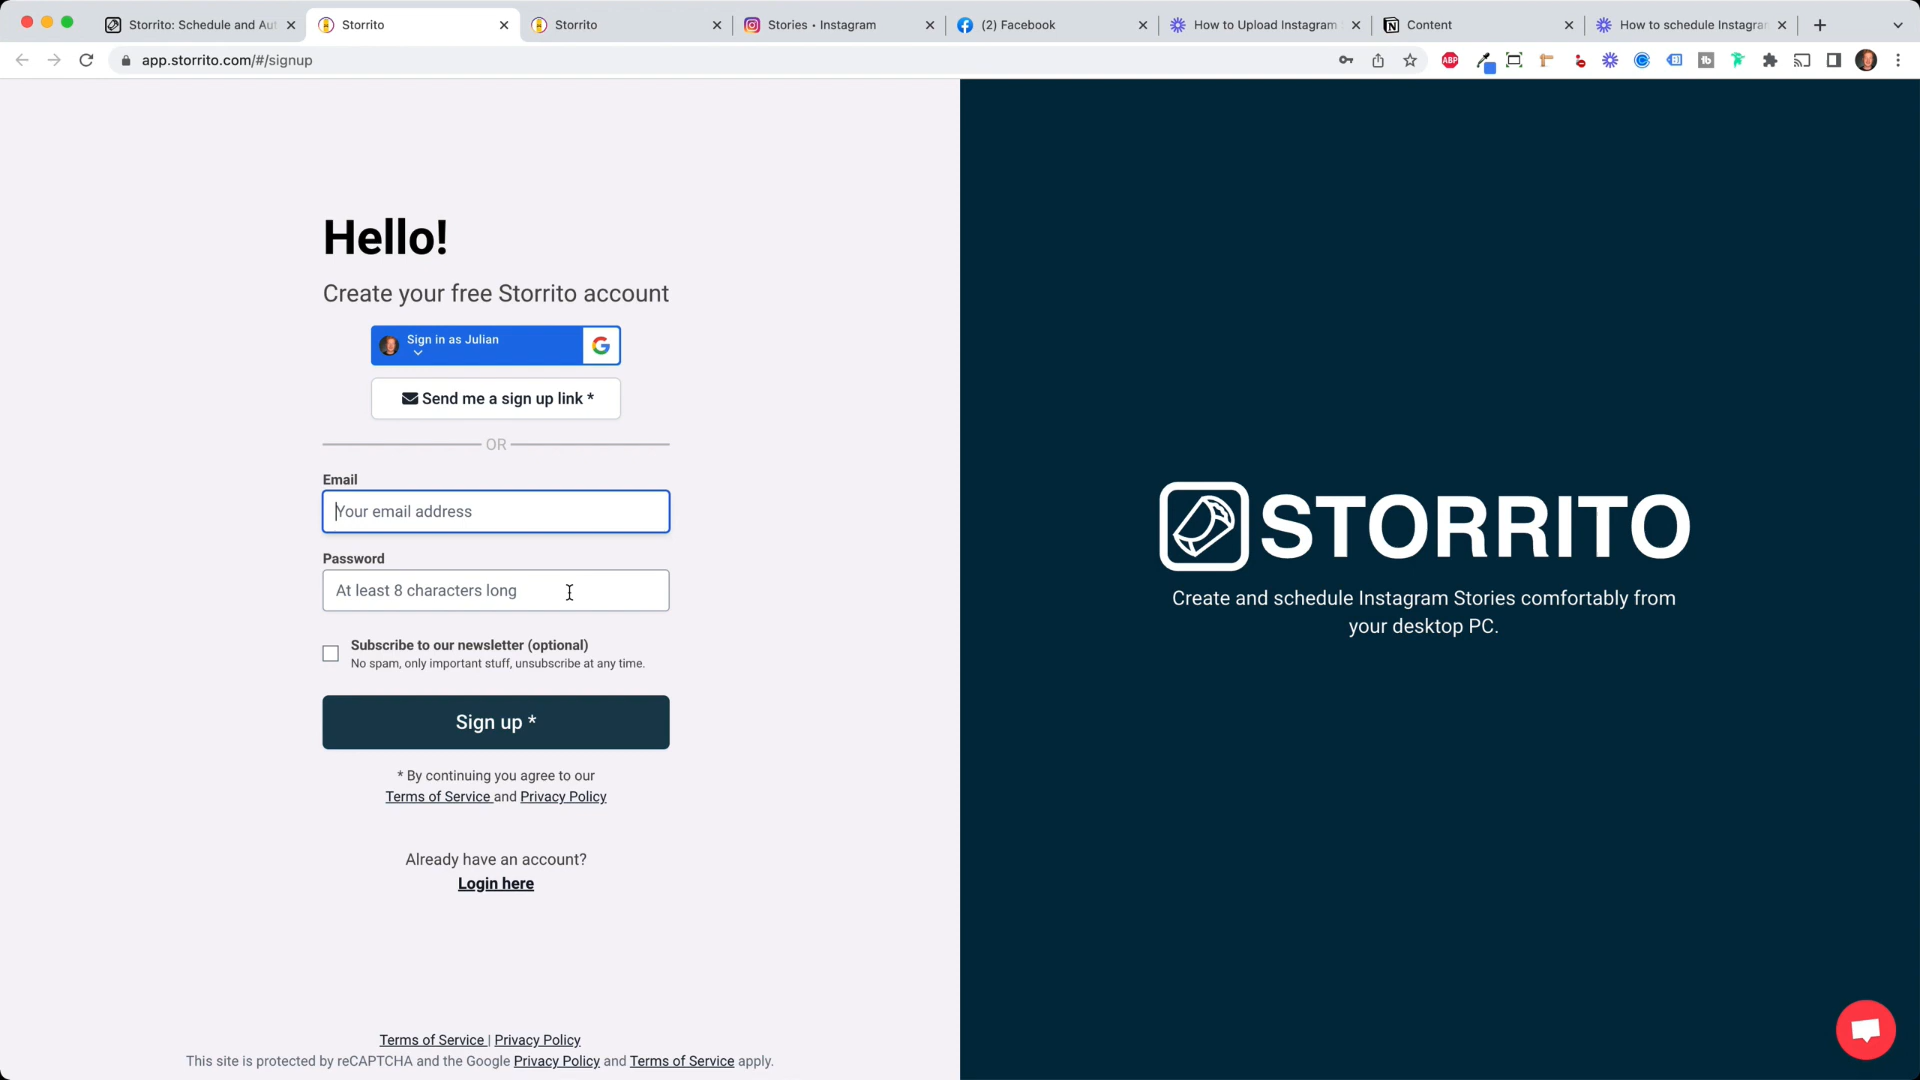 Storrito: Schedule and Aut
Storrito
Storrito
Stories • Instagram
(2) Facebook
How to Upload Instagram
Content
How to schedule Instagra
app.storrito.com/#/signup
ABP
Hello!
Create your free Storrito account
Sign in as Julian
Send me a sign up link *
OR
Email
Your email address
Password
At least 8 characters long
Subscribe to our newsletter (optional)
No spam, only important stuff, unsubscribe at any time.
Sign up *
* By continuing you agree to our
Terms of Service and Privacy Policy
Already have an account?
Login here
Terms of Service | Privacy Policy
This site is protected by reCAPTCHA and the Google Privacy Policy and Terms of Service apply.
STORRITO
Create and schedule Instagram Stories comfortably from
your desktop PC.